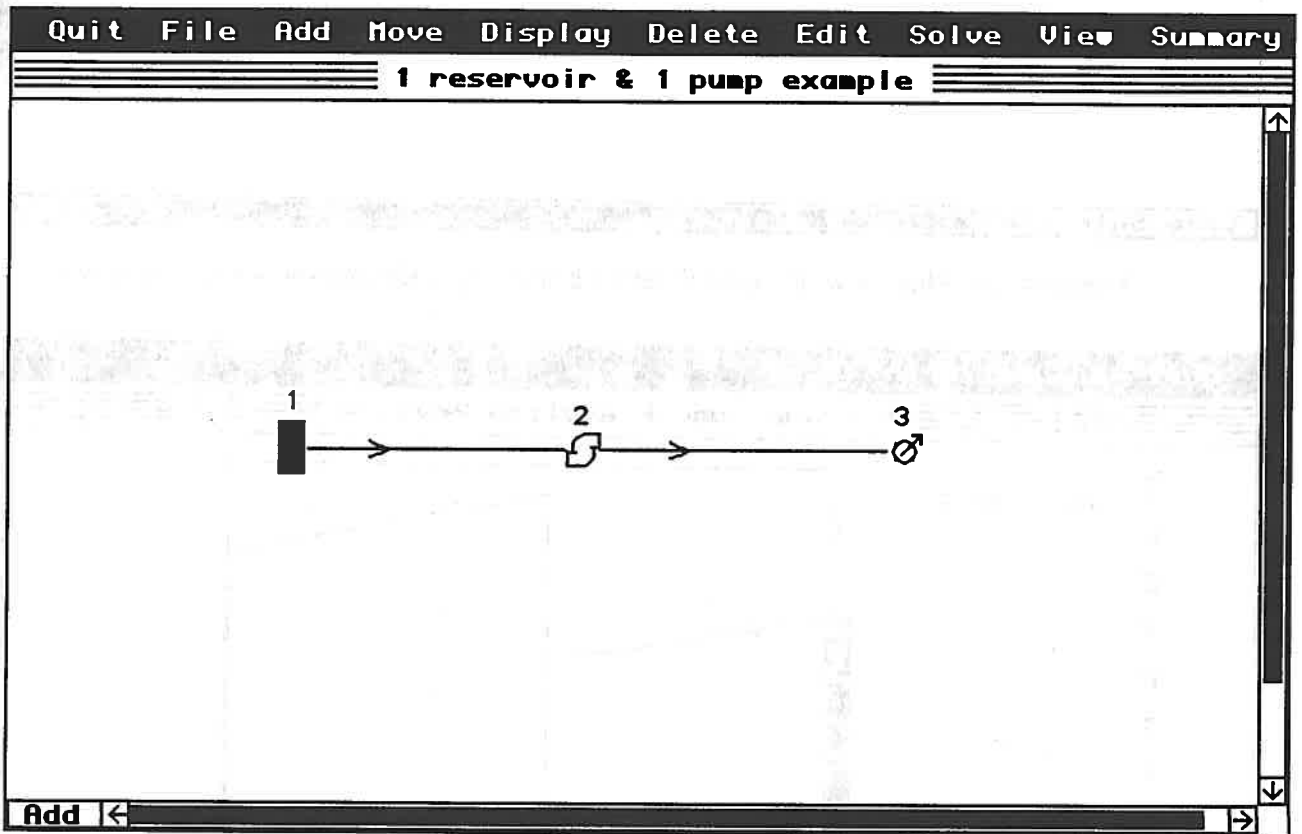 Quit File Add Move Display Delete Edit Solve View Summary
1 reservoir & 1 pump example
1
2
3
Add